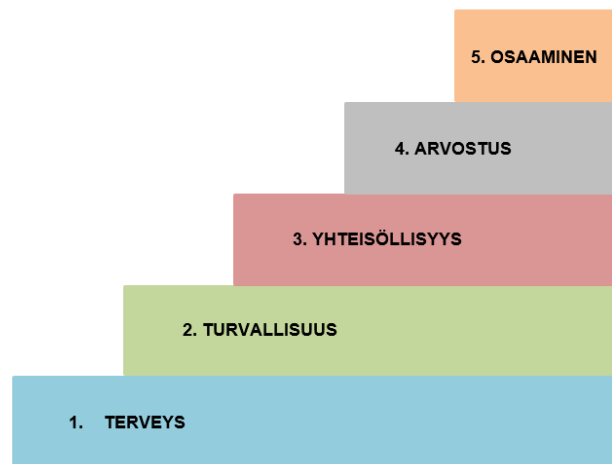 5. OSAAMINEN
4. ARVOSTUS
3. YHTEISÖLLISYYS
2. TURVALLISUUS
1. TERVEYS